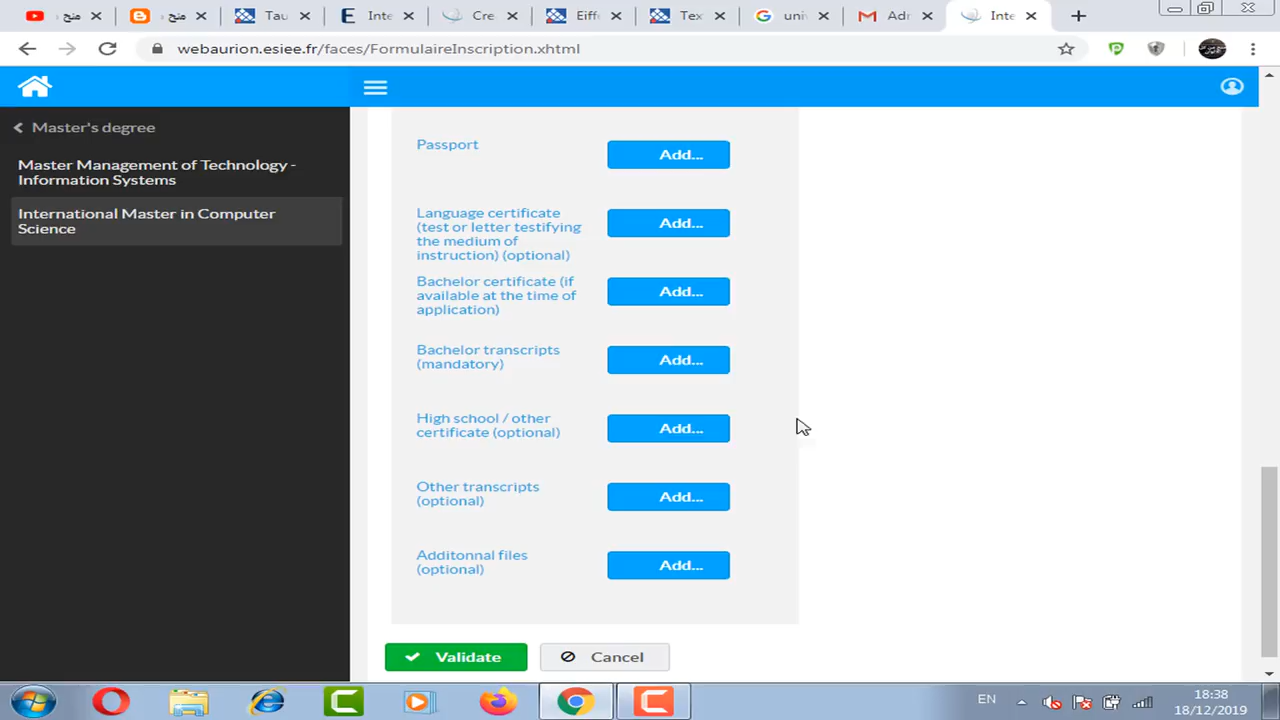 منح
منح
Tau
Inte
Cre
Eiff
Tex
univ
Adr
Inte
webaurion.esiee.fr/faces/FormulaireInscription.xhtml
Master's degree
Master Management of Technology -
Information Systems
International Master in Computer
Science
Passport
Add...
Language certificate
(test or letter testifying
the medium of
instruction) (optional)
Add...
Bachelor certificate (if
available at the time of
application)
Add...
Bachelor transcripts
(mandatory)
Add...
High school / other
certificate (optional)
Add...
Other transcripts
(optional)
Add...
Additonnal files
(optional)
Add...
Validate
Cancel
EN
18:38
18/12/2019